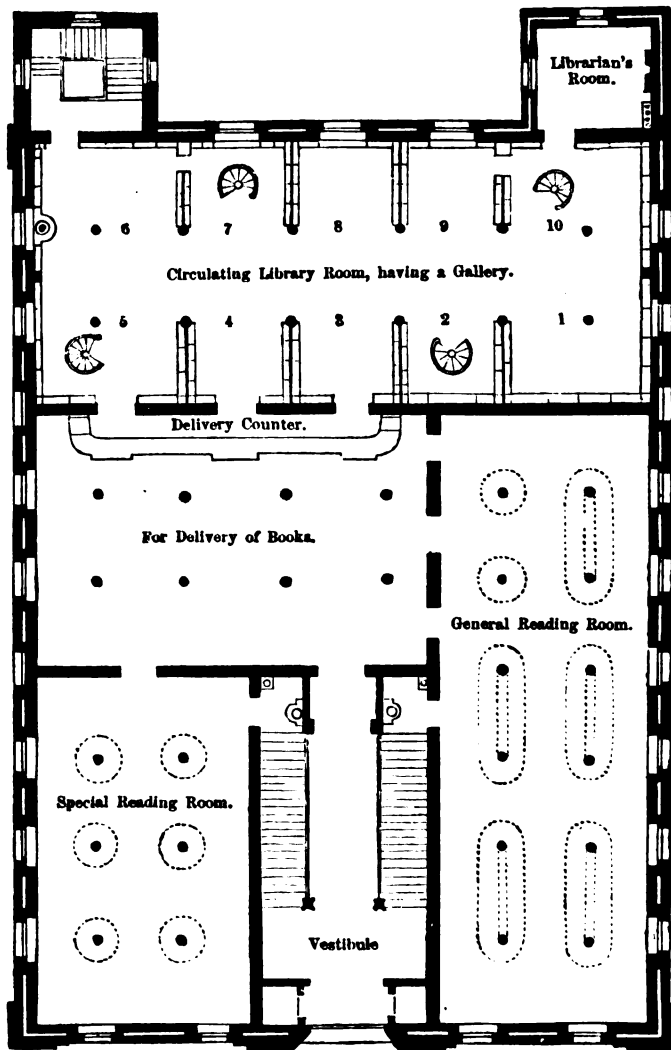 Librarian's
Room.
6 7 8 9 10
Circulating Library Room, having a Gallery.
5 4 3 2 1
Delivery Counter.
For Delivery of Books.
General Reading Room.
Special Reading Room.
Vestibule